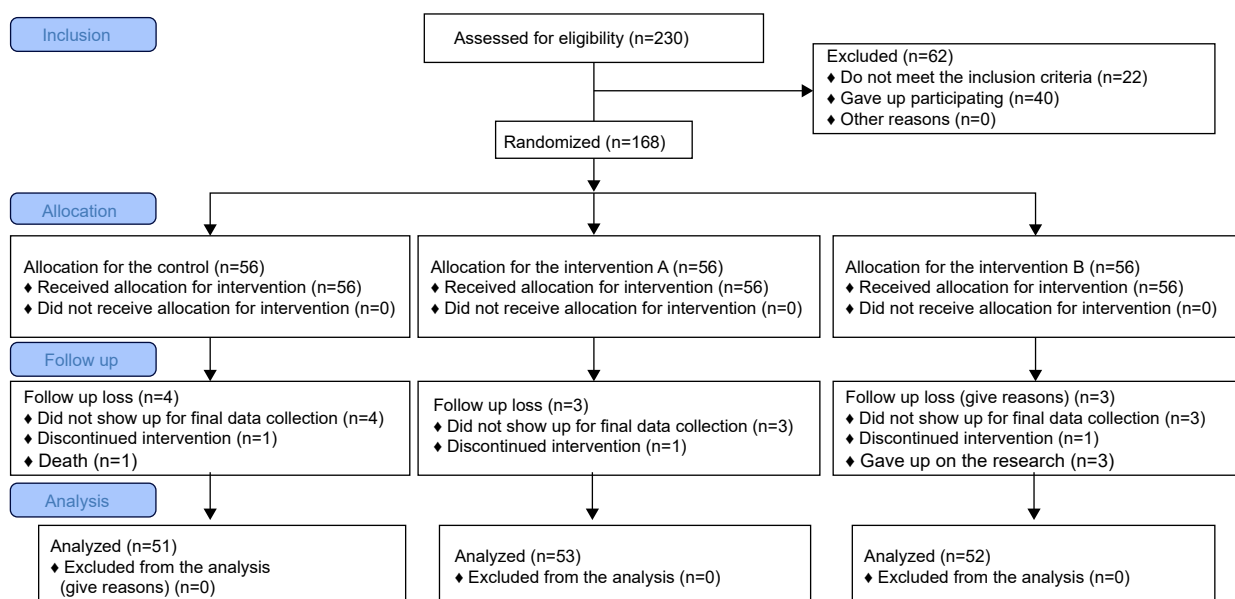 Inclusion
Assessed for eligibility (n=230)
Excluded (n=62)
♦ Do not meet the inclusion criteria (n=22)
♦ Gave up participating (n=40)
♦ Other reasons (n=0)
Randomized (n=168)
Allocation
Allocation for the control (n=56)
♦ Received allocation for intervention (n=56)
♦ Did not receive allocation for intervention (n=0)
Allocation for the intervention A (n=56)
♦ Received allocation for intervention (n=56)
♦ Did not receive allocation for intervention (n=0)
Allocation for the intervention B (n=56)
♦ Received allocation for intervention (n=56)
♦ Did not receive allocation for intervention (n=0)
Follow up
Follow up loss (n=4)
♦ Did not show up for final data collection (n=4)
♦ Discontinued intervention (n=1)
♦ Death (n=1)
Follow up loss (n=3)
♦ Did not show up for final data collection (n=3)
♦ Discontinued intervention (n=1)
Follow up loss (give reasons) (n=3)
♦ Did not show up for final data collection (n=3)
♦ Discontinued intervention (n=1)
♦ Gave up on the research (n=3)
Analysis
Analyzed (n=51)
♦ Excluded from the analysis
(give reasons) (n=0)
Analyzed (n=53)
♦ Excluded from the analysis (n=0)
Analyzed (n=52)
♦ Excluded from the analysis (n=0)